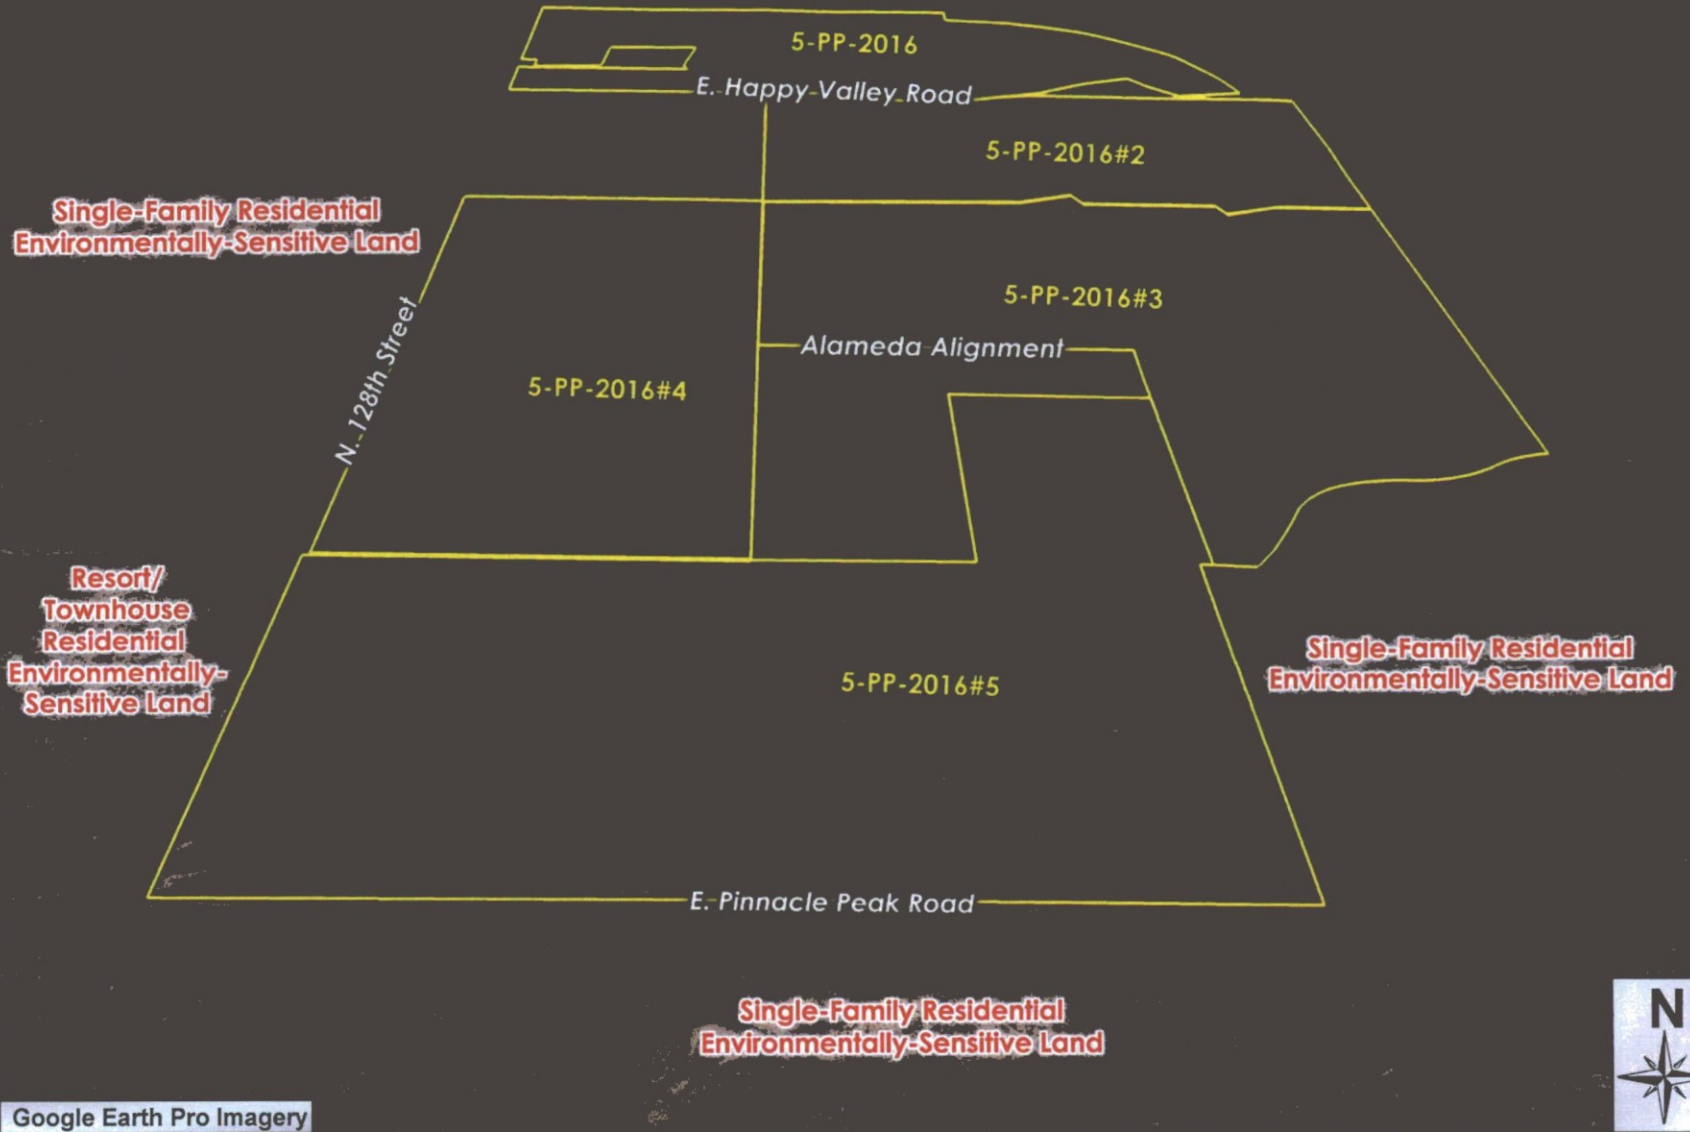 5-PP-2016
E. Happy Valley Road
5-PP-2016#2
Single-Family Residential
Environmentally-Sensitive Land
5-PP-2016#3
N. 128th Street
Alameda Alignment
5-PP-2016#4
Resort/
Townhouse
Residential
Environmentally-
Sensitive Land
5-PP-2016#5
Single-Family Residential
Environmentally-Sensitive Land
E. Pinnacle Peak Road
Single-Family Residential
Environmentally-Sensitive Land
N
Google Earth Pro Imagery